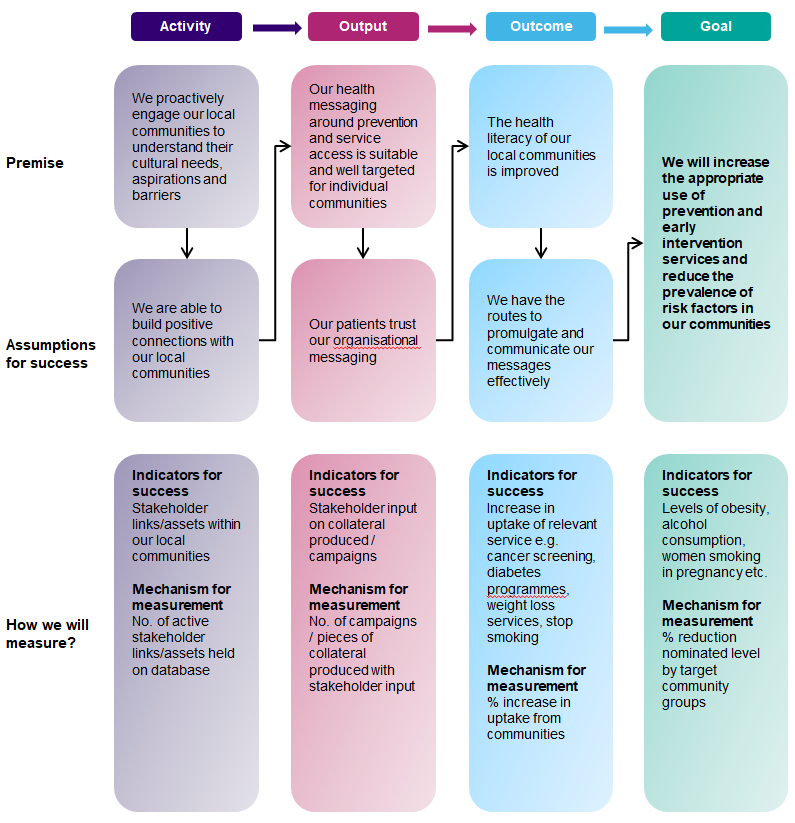 Activity
Output
Outcome
Goal
Premise
We proactively
engage our local
communities to
understand their
cultural needs,
aspirations and
barriers
Our health
messaging
around prevention
and service
access is suitable
and well targeted
for individual
communities
The health
literacy of our
local communities
is improved
We will increase
the appropriate
use of
prevention and
early
intervention
services and
reduce the
prevalence of
risk factors in
our communities
Assumptions
for success
We are able to
build positive
connections with
our local
communities
Our patients trust
our organisational
messaging
We have the
routes to
promulgate and
communicate our
messages
effectively
How we will
measure?
Indicators for
success
Stakeholder
links/assets within
our local
communities
Mechanism for
measurement
No. of active
stakeholder
links/assets held
on database
Indicators for
success
Stakeholder input
on collateral
produced /
campaigns
Mechanism for
measurement
No. of campaigns
/ pieces of
collateral
produced with
stakeholder input
Indicators for
success
Increase in
uptake of relevant
service e.g.
cancer screening,
diabetes
programmes,
weight loss
services, stop
smoking
Mechanism for
measurement
% increase in
uptake from
communities
Indicators for
success
Levels of obesity,
alcohol
consumption,
women smoking
in pregnancy etc.
Mechanism for
measurement
% reduction
nominated level
by target
community
groups